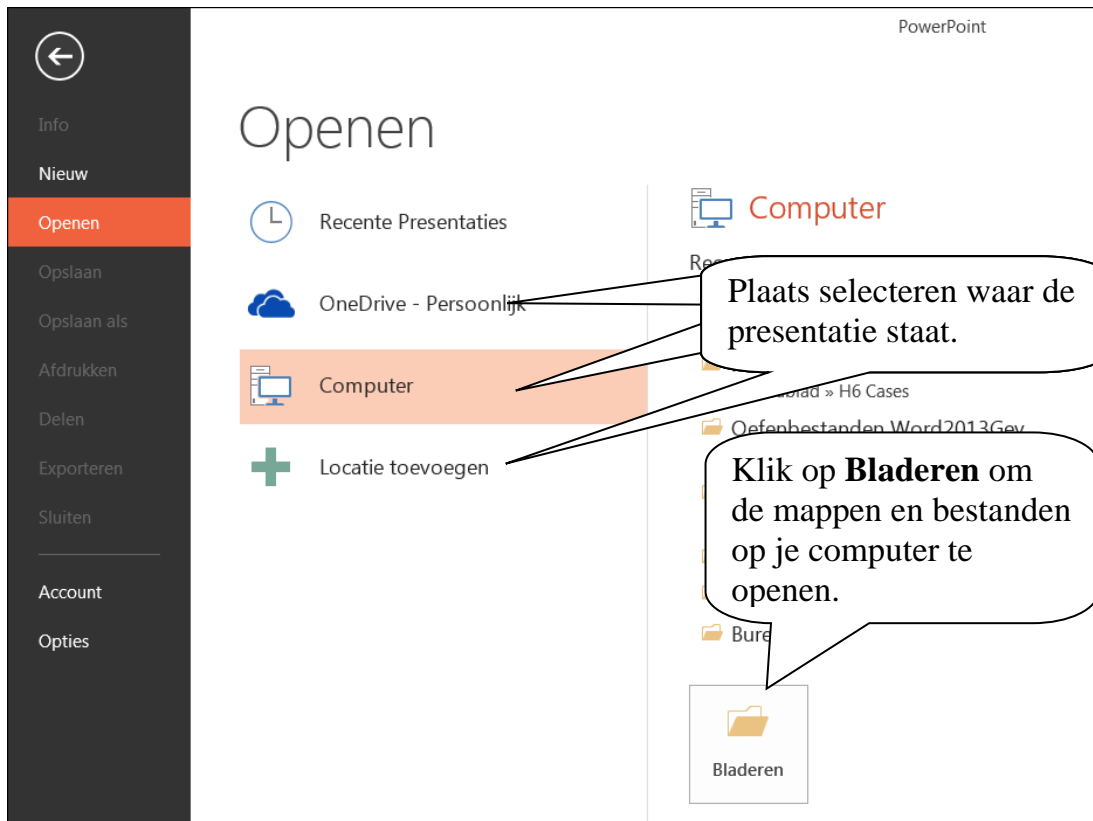 PowerPoint
Info
Nieuw
Openen
Opslaan
Opslaan als
Afdrukken
Delen
Exporteren
Sluiten
Account
Opties
Openen
Recente Presentaties
OneDrive - Persoonlijk
Computer
Locatie toevoegen
Computer
Plaats selecteren waar de
presentatie staat.
» H6 Cases
Oefenbestanden Word2013Gev
Klik op Bladeren om
de mappen en bestanden
op je computer te
openen.
Bladeren